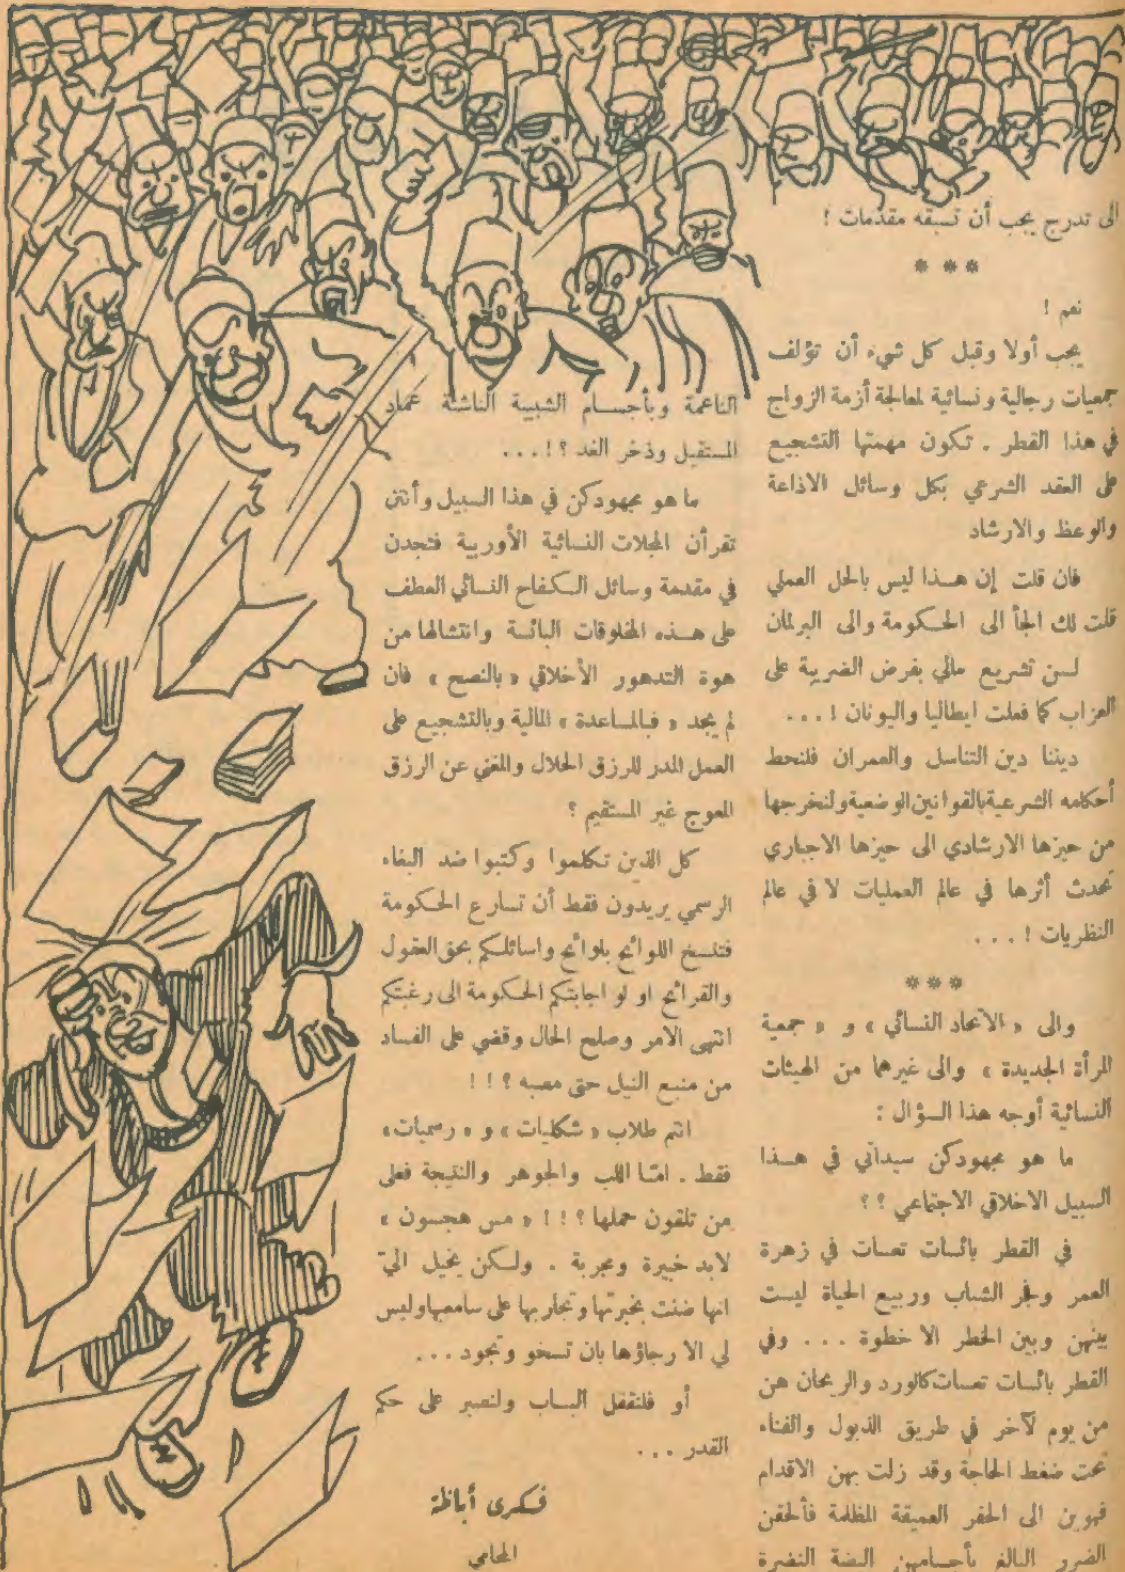 الى تدرج يجب أن تسبقه مقدّمات !
* * *
نعم !
يجب أولا وقبل كل شيء أن تؤلف
جمعيات رجالية ونسائية لمعالجة أزمة الزواج
في هذا القطر . تكون مهمتها التشجيع
على العقد الشرعي بكل وسائل الاذاعة
والوعظ والارشاد
فان قلت إن هـذا ليس بالحل العملي
قلت لك الجأ الى الحكومة والى البرلمان
لسن تشريع مالي بفرض الضريبة على
العزاب كما فعلت ايطاليا واليونان ! ...
ديننا دين التناسل والعمران فلنحط
أحكامه الشرعية بالقوانين الوضعية ولنخرجها
من حيزها الارشادي الى حيزها الاجباري
تحدث أثرها في عالم العمليات لا في عالم
النظريات ! ...
* * *
والى « الاتحاد النسائي » و « جمعية
المرأة الجديدة » والى غيرهما من الهيئات
النسائية أوجه هذا السؤال :
ما هو مجهودكن سيداتي في هـذا
السبيل الاخلاقي الاجتماعي ؟ ؟
في القطر بائسات تعسات في زهرة
العمر وفجر الشباب وربيع الحياة ليست
بينهن وبين الخطر الا خطوة ... وفي
القطر بائسات تعسات كالورد والريحان هن
من يوم لآخر في طريق الذبول والفناء
تحت ضغط الحاجة وقد زلت بهن الاقدام
فهوين الى الحفر العميقة المظلمة فألحقن
الضرر البالغ بأجسامهن البضة النضرة
الناعمة وبأجسام الشبيبة الناشئة عماد
المستقبل وذخر الغد ؟ ! ...
ما هو مجهودكن في هذا السبيل وأنتن
تقرأن المجلات النسائية الأوربية فتجدن
في مقدمة وسائل الكفاح النسائي العطف
على هـذه المخلوقات البائسة وانتشالها من
هوة التدهور الأخلاقي « بالنصح » فان
لم يجد « فبالمساعدة » المالية وبالتشجيع على
العمل المدر للرزق الحلال والمغني عن الرزق
المعوج غير المستقيم ؟
كل الذين تكلموا وكتبوا ضد البغاء
الرسمي يريدون فقط أن تسارع الحكومة
فتنسخ اللوائح بلوائح واسائلكم بحق العقول
والقرائح او لو اجابتكم الحكومة الى رغبتكم
انتهى الامر وصلح الحال وقضي على الفساد
من منبع النيل حتى مصبه ؟ ! !
انتم طلاب « شكليات » و « رسميات »
فقط . امّا اللب والجوهر والنتيجة فعلى
من تلقون حملها ؟ ! ! « مس هجسون »
لابد خبيرة ومجربة . ولكن يخيل اليّ
انها ضنت بخبرتها وتجاربها على سامعيها وليس
لي الا رجاؤها بان تسخو وتجود ...
أو فلنقفل البـاب ولنصبر على حكم
القدر ...
فكرى أباظة
المحامي